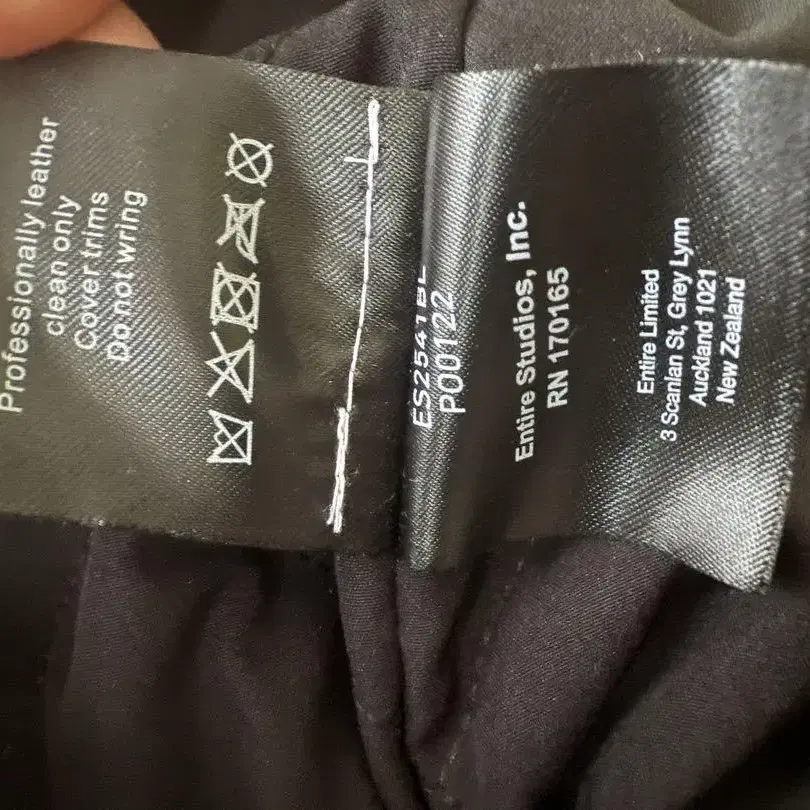 Professionally leather
clean only
Cover trims
Do not wring
ES2541BL
P00122
Entire Studios, Inc.
RN 170165
Entire Limited
3 Scanlan St, Grey Lynn
Auckland 1021
New Zealand